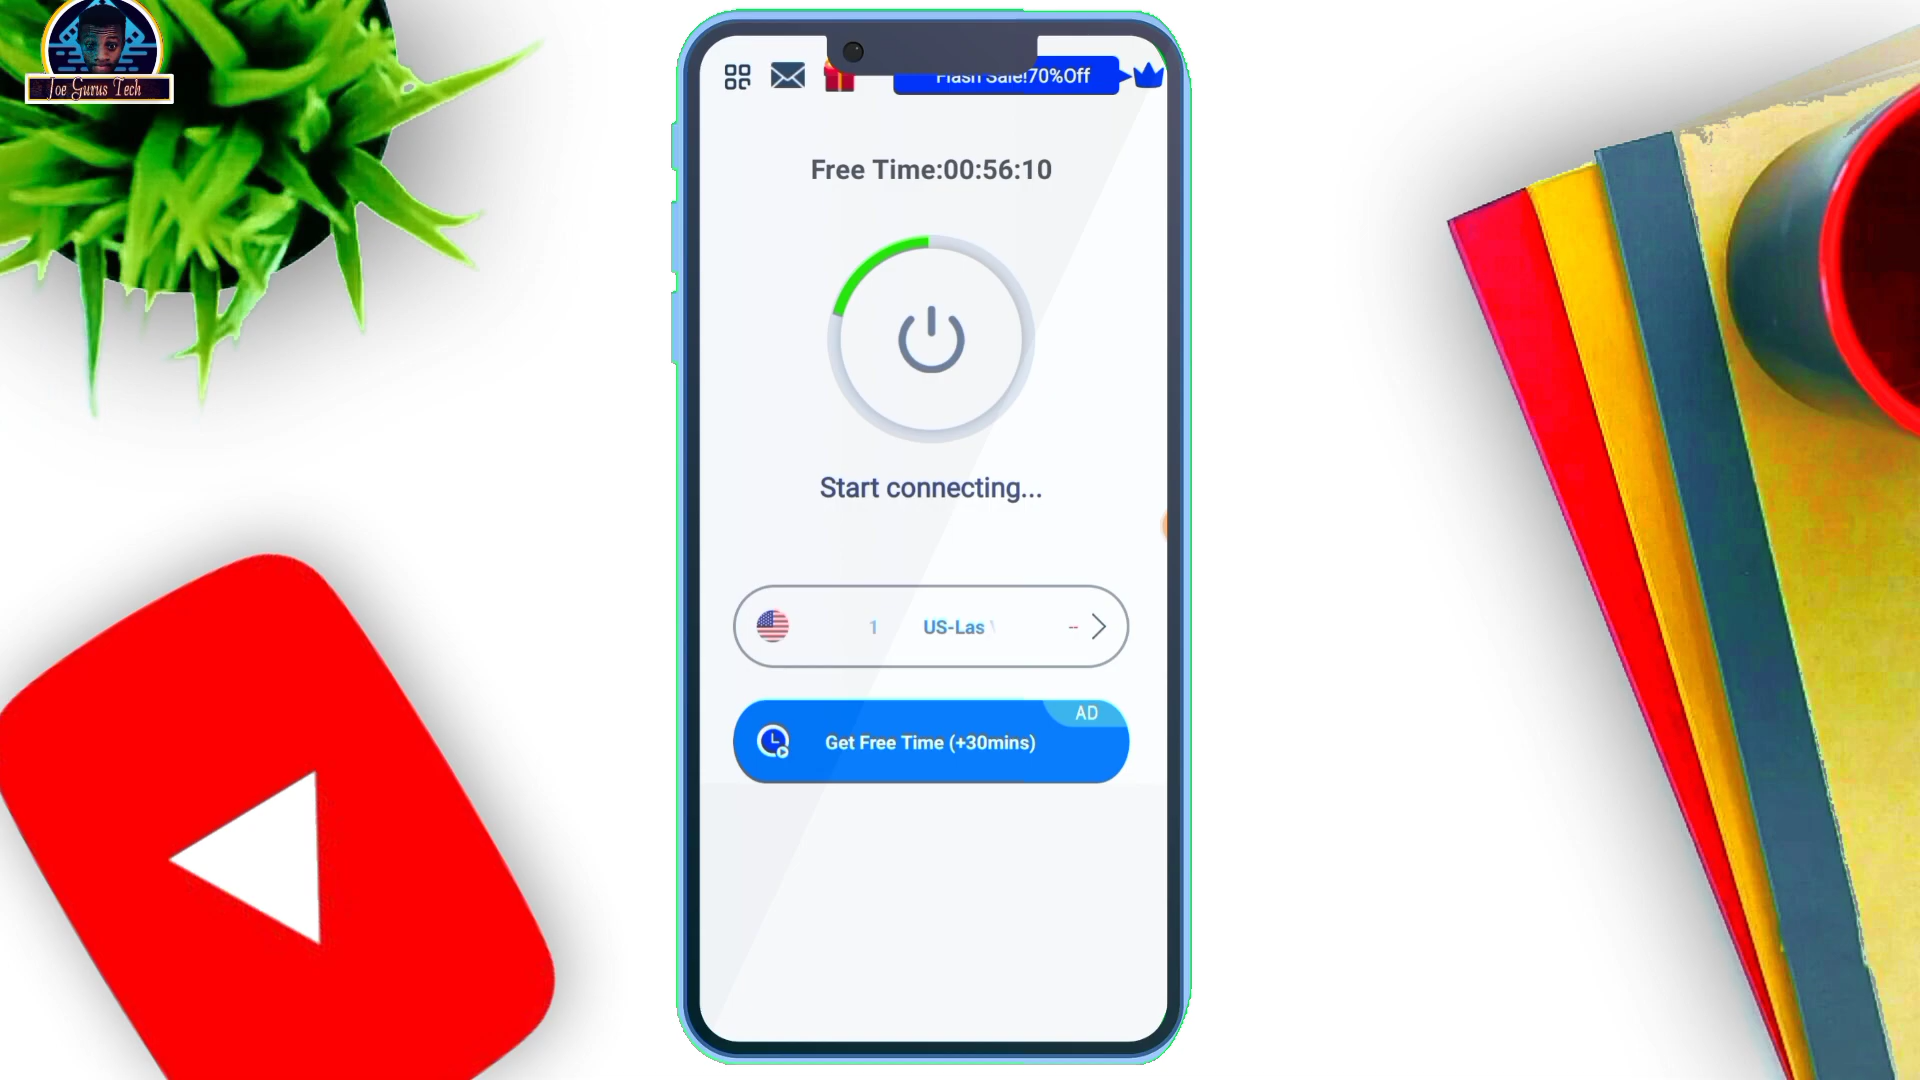 Joe Gurus Tech
Flash Sale!70%Off
Free Time:00:56:10
Start connecting...
1 US-Las
--
AD
Get Free Time (+30mins)